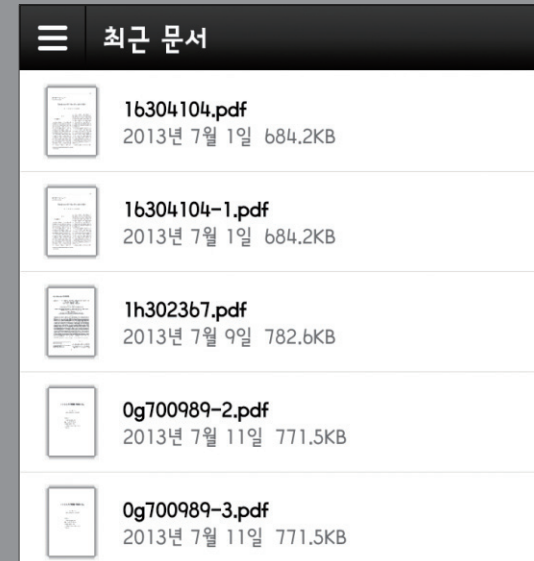 최근 문서
1b304104.pdf
2013년 7월 1일 684.2KB
1b304104-1.pdf
2013년 7월 1일 684.2KB
1h302367.pdf
2013년 7월 9일 782.6KB
0g700989-2.pdf
2013년 7월 11일 771.5KB
0g700989-3.pdf
2013년 7월 11일 771.5KB